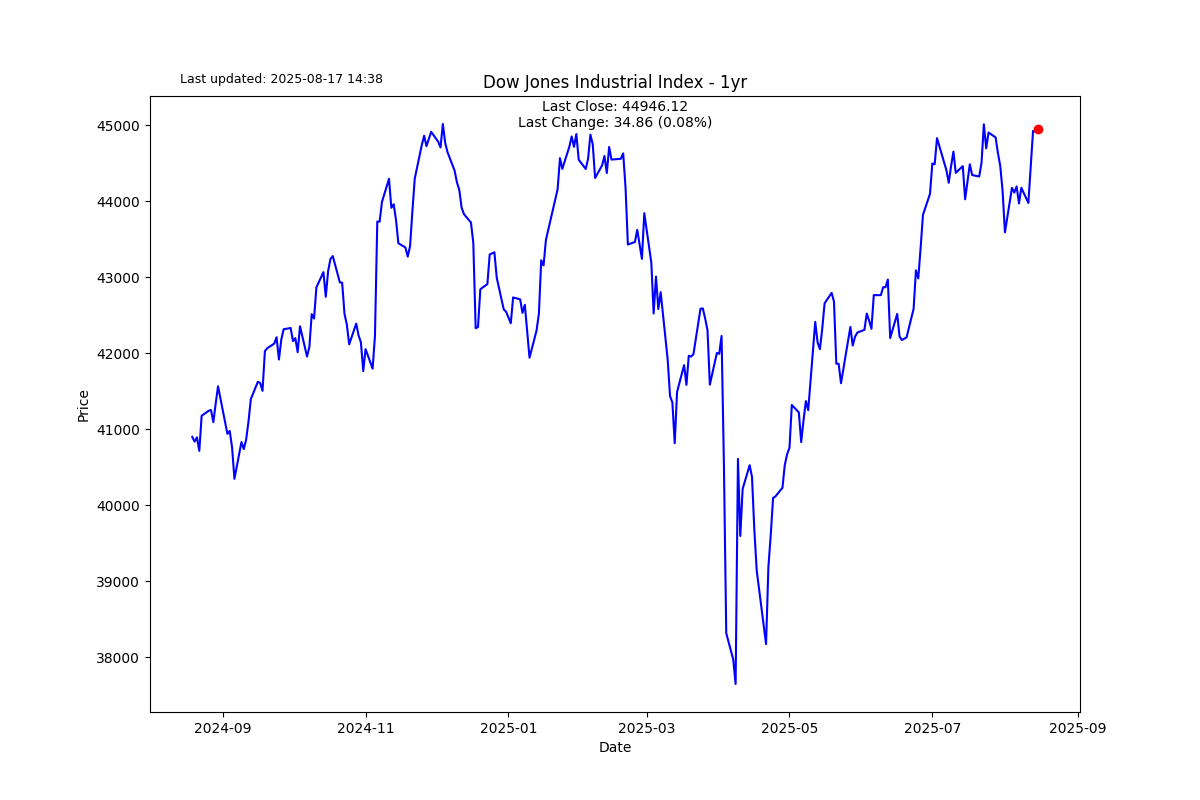 Last updated: 2025-08-17 14:38
Dow Jones Industrial Index - 1yr
Last Close: 44946.12
Last Change: 34.86 (0.08%)
45000
44000
43000
42000
41000
40000
39000
38000
Price
2024-09
2024-11
2025-01
2025-03
2025-05
2025-07
2025-09
Date